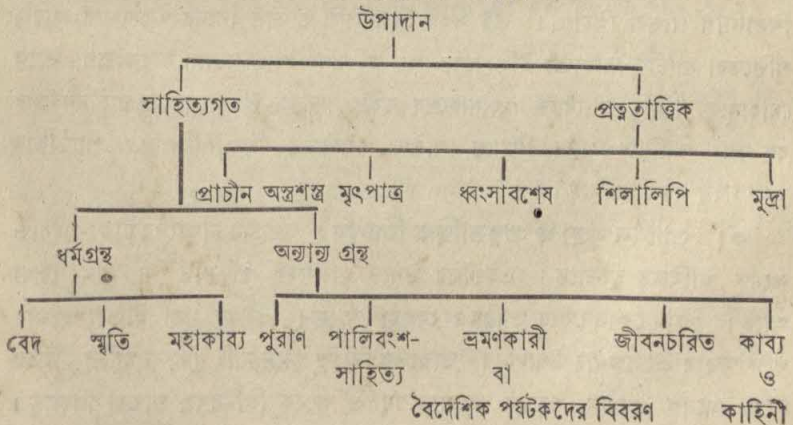 উপাদান
সাহিত্যগত প্রত্নতাত্ত্বিক
প্রাচীন অস্ত্রশস্ত্র মৃৎপাত্র ধ্বংসাবশেষ শিলালিপি মুদ্রা
ধর্মগ্রন্থ অন্যান্য গ্রন্থ
বেদ স্মৃতি মহাকাব্য পুরাণ পালিবংশ- ভ্রমণকারী জীবনচরিত কাব্য
সাহিত্য বা ও
বৈদেশিক পর্যটকদের বিবরণ কাহিনী